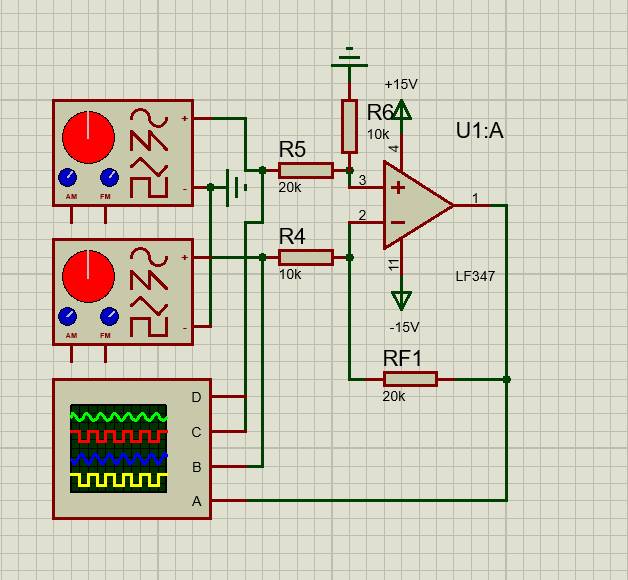 +15V
R6
10k
U1:A
+
-
AM
FM
R5
20k
4
3
2
1
+
-
11
LF347
-15V
+
-
AM
FM
R4
10k
RF1
20k
D
C
B
A